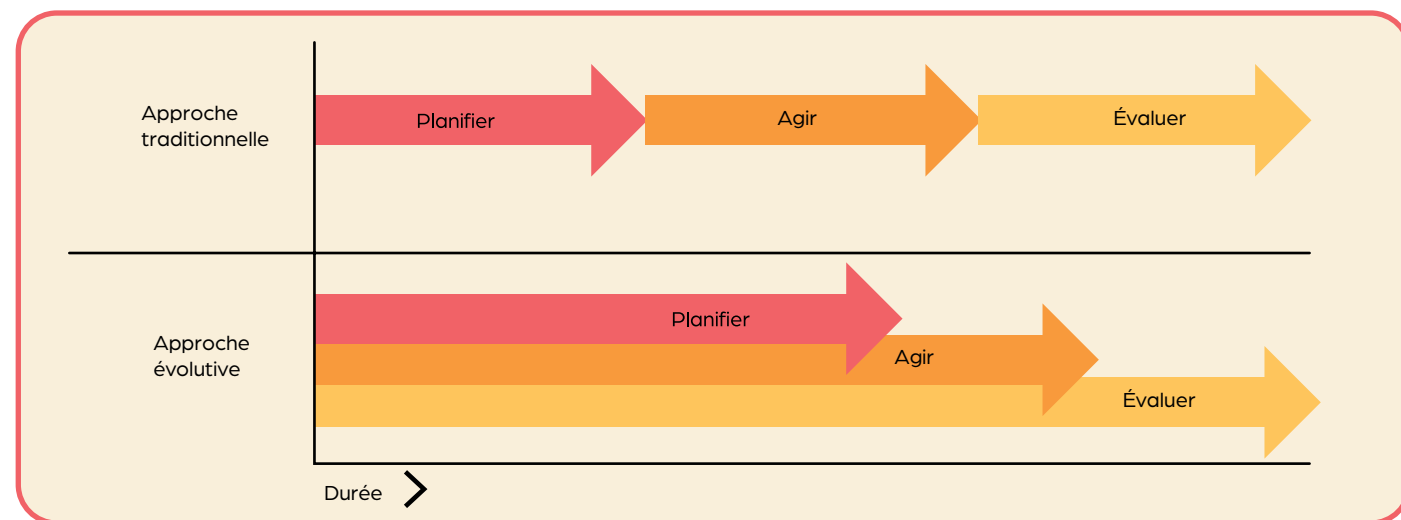 Approche
traditionnelle
Planifier
Agir
Évaluer
Approche
évolutive
Planifier
Agir
Évaluer
Durée